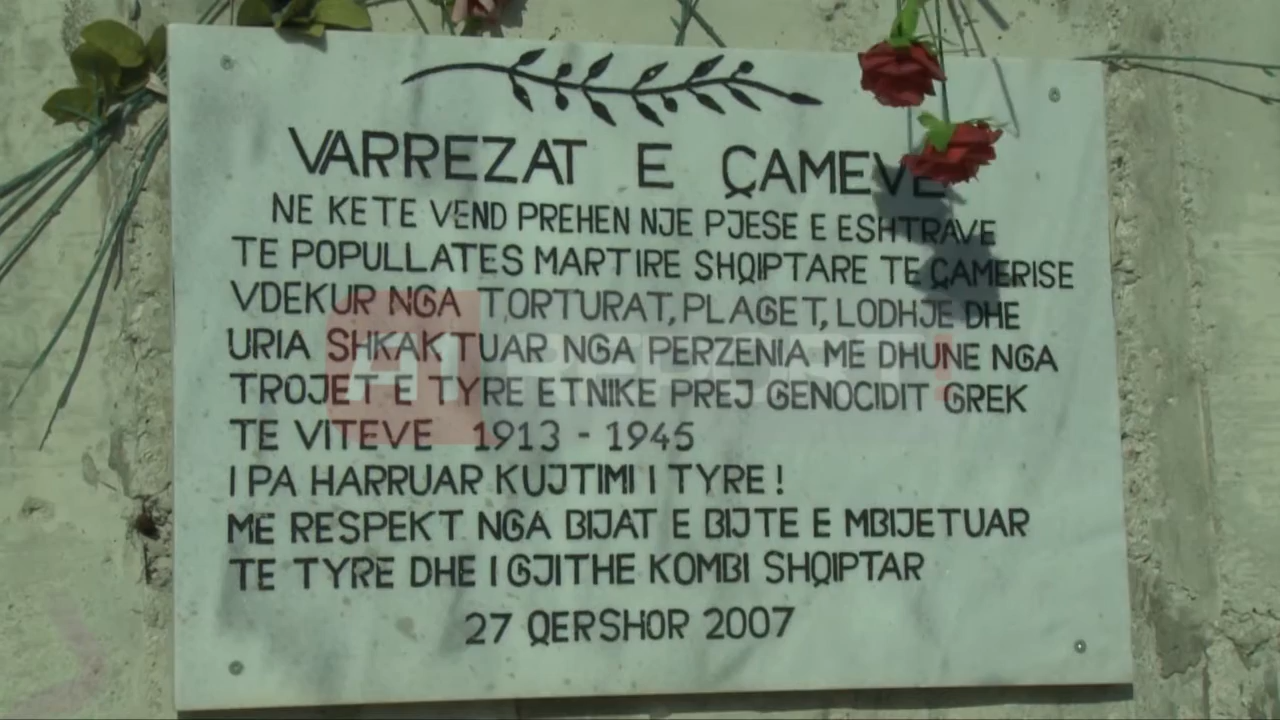 VARREZAT E ÇAMEVE
NE KETE VEND PREHEN NJE PJESE E ESHTRAVE
TE POPULLATES MARTIRE SHQIPTARE TE ÇAMERISE
VDEKUR NGA TORTURAT, PLAGET, LODHJE DHE
URIA SHKAKTUAR NGA PERZENIA ME DHUNE NGA
TROJET E TYRE ETNIKE PREJ GENOCIDIT GREK
TE VITEVE 1913 - 1945
I PA HARRUAR KUJTIMI I TYRE !
ME RESPEKT NGA BIJAT E BIJTE E MBIJETUAR
TE TYRE DHE I GJITHE KOMBI SHQIPTAR
27 QERSHOR 2007
A1 REPORT!